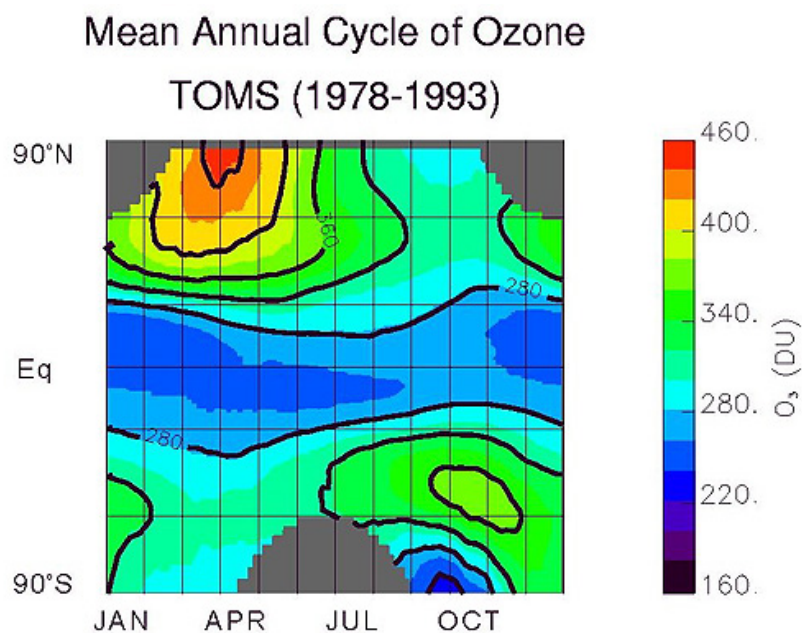 Mean Annual Cycle of Ozone
TOMS (1978-1993)
90°N
Eq
90°S
JAN APR JUL OCT
360
280
280
460.
400.
340.
280.
220.
160.
O₃ (DU)